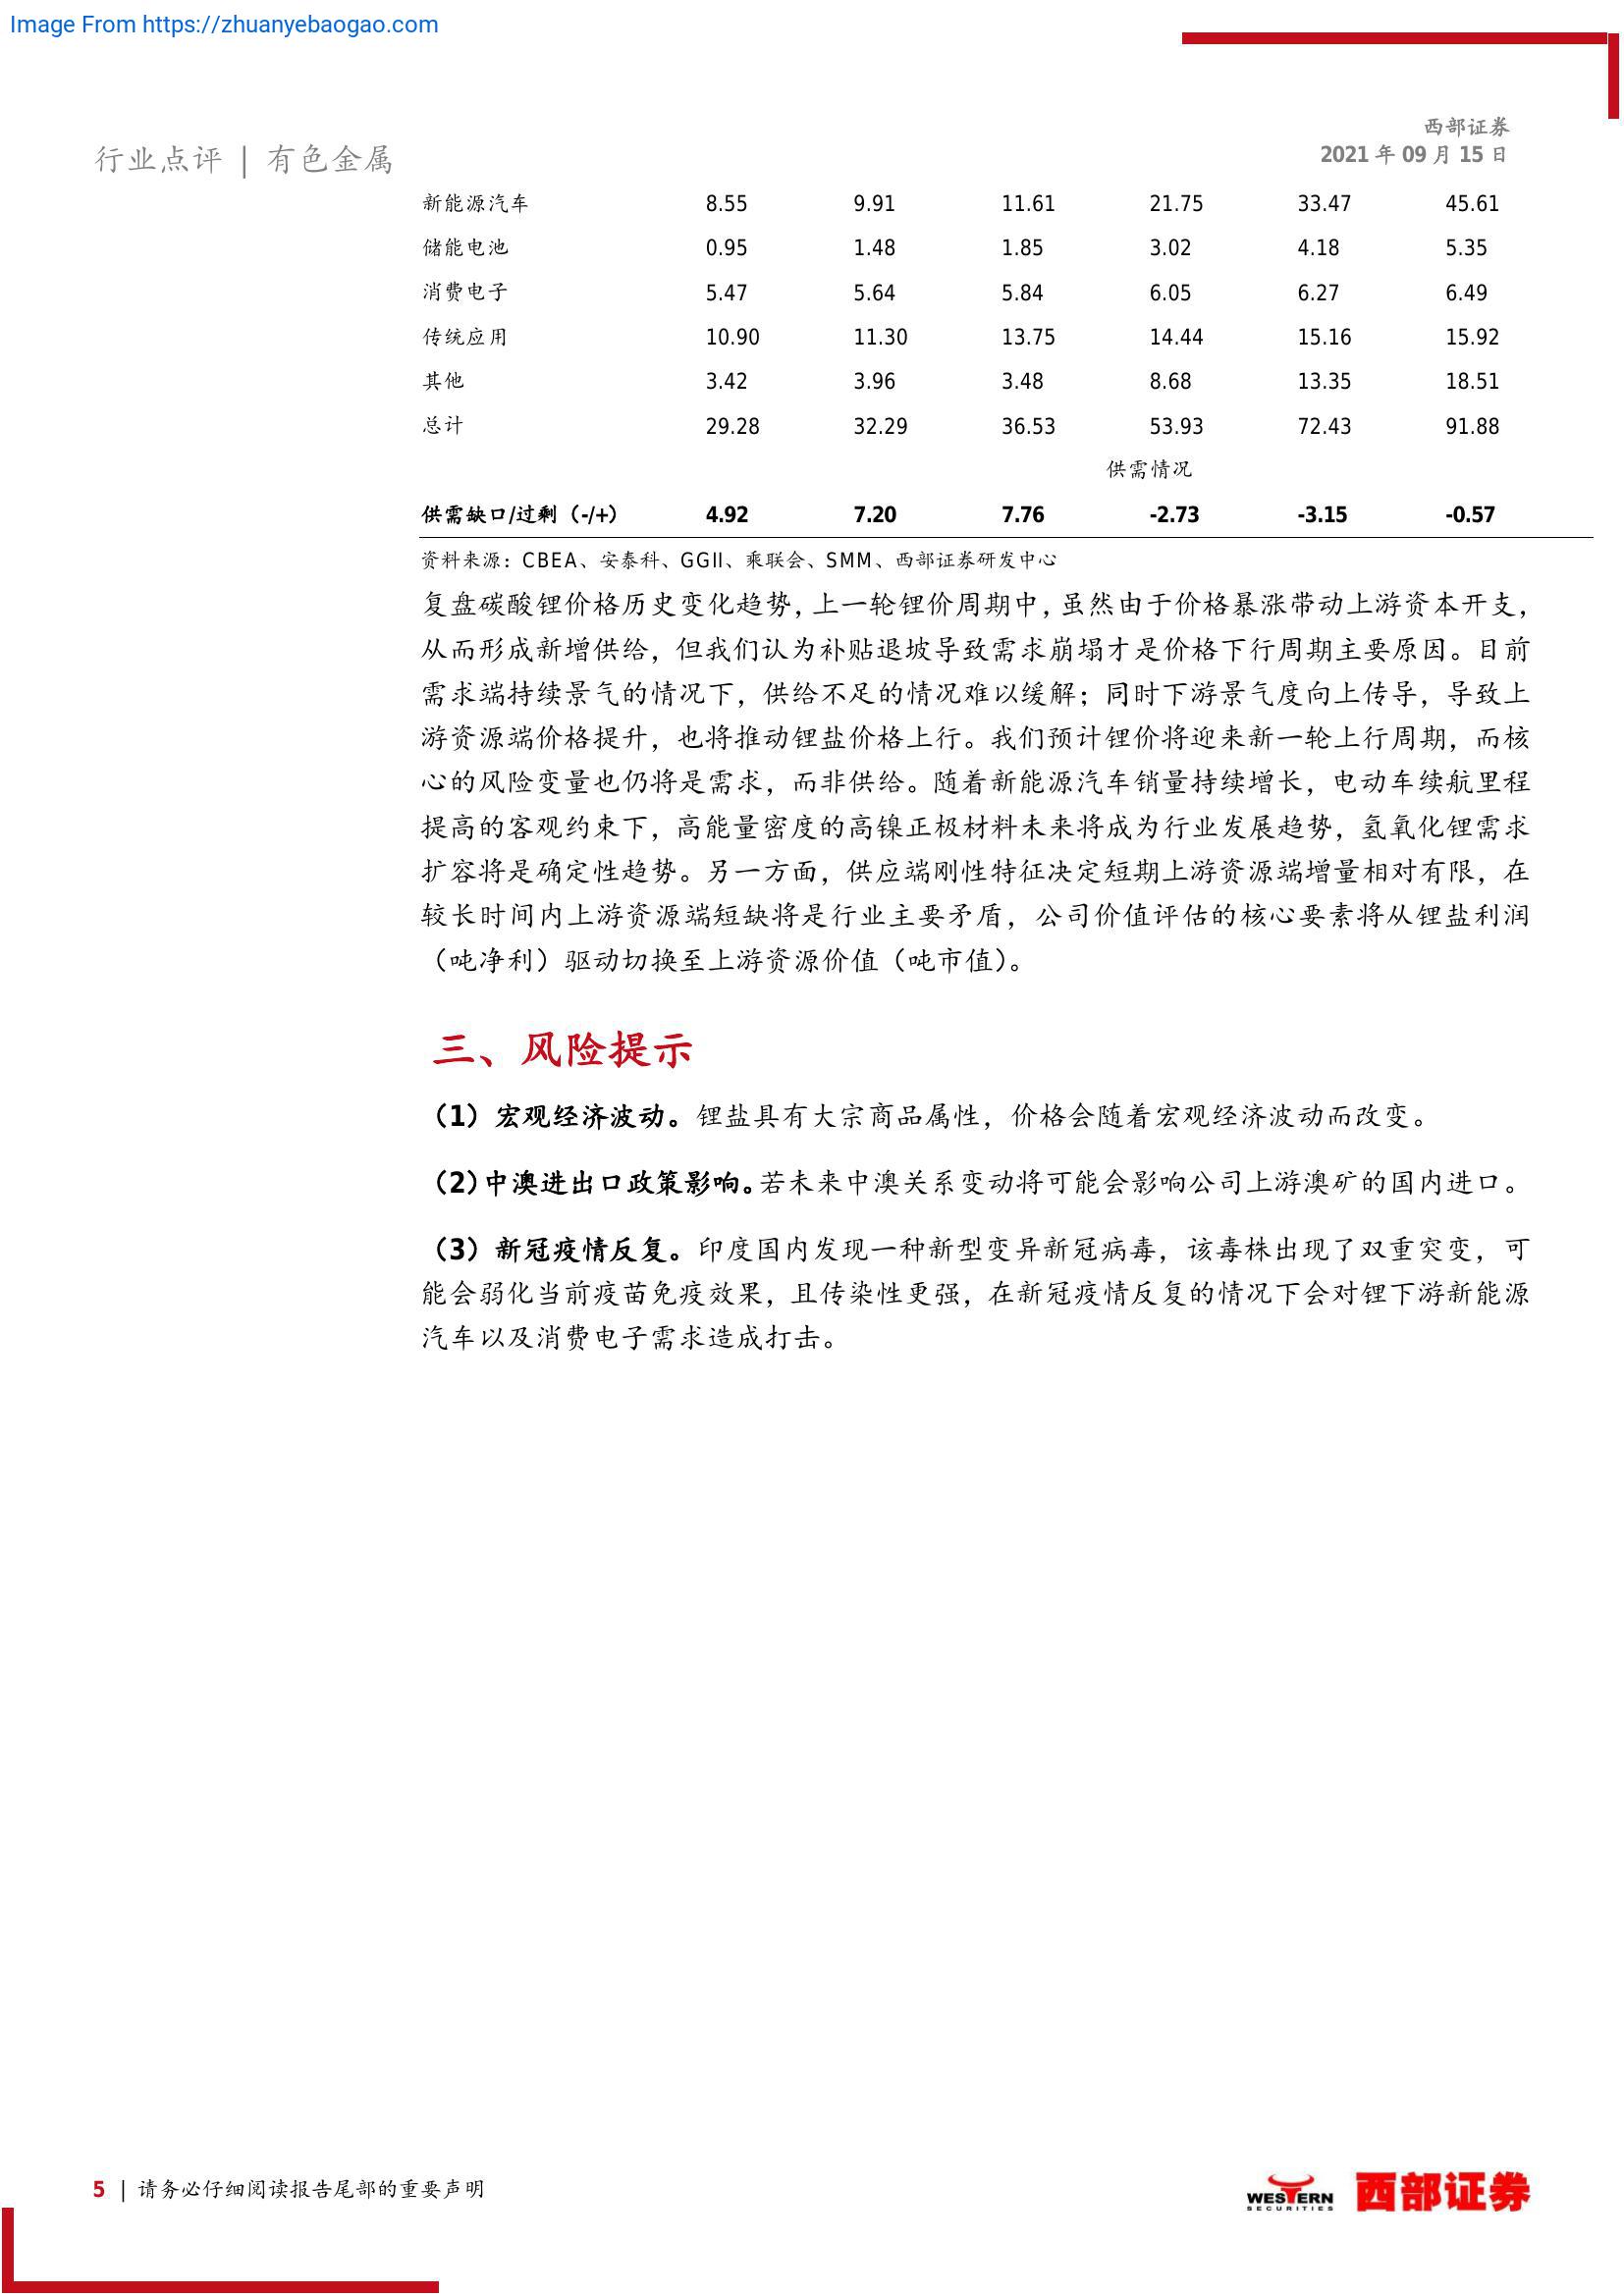 Image From https://zhuanyebaogao.com
西部证券
2021 年 09 月 15 日
行业点评 | 有色金属
新能源汽车 8.55 9.91 11.61 21.75 33.47 45.61
储能电池 0.95 1.48 1.85 3.02 4.18 5.35
消费电子 5.47 5.64 5.84 6.05 6.27 6.49
传统应用 10.90 11.30 13.75 14.44 15.16 15.92
其他 3.42 3.96 3.48 8.68 13.35 18.51
总计 29.28 32.29 36.53 53.93 72.43 91.88
供需情况
供需缺口/过剩（-/+） 4.92 7.20 7.76 -2.73 -3.15 -0.57
资料来源：CBEA、安泰科、GGII、乘联会、SMM、西部证券研发中心
复盘碳酸锂价格历史变化趋势，上一轮锂价周期中，虽然由于价格暴涨带动上游资本开支，
从而形成新增供给，但我们认为补贴退坡导致需求崩塌才是价格下行周期主要原因。目前
需求端持续景气的情况下，供给不足的情况难以缓解；同时下游景气度向上传导，导致上
游资源端价格提升，也将推动锂盐价格上行。我们预计锂价将迎来新一轮上行周期，而核
心的风险变量也仍将是需求，而非供给。随着新能源汽车销量持续增长，电动车续航里程
提高的客观约束下，高能量密度的高镍正极材料未来将成为行业发展趋势，氢氧化锂需求
扩容将是确定性趋势。另一方面，供应端刚性特征决定短期上游资源端增量相对有限，在
较长时间内上游资源端短缺将是行业主要矛盾，公司价值评估的核心要素将从锂盐利润
（吨净利）驱动切换至上游资源价值（吨市值）。
三、风险提示
（1）宏观经济波动。锂盐具有大宗商品属性，价格会随着宏观经济波动而改变。
（2）中澳进出口政策影响。若未来中澳关系变动将可能会影响公司上游澳矿的国内进口。
（3）新冠疫情反复。印度国内发现一种新型变异新冠病毒，该毒株出现了双重突变，可
能会弱化当前疫苗免疫效果，且传染性更强，在新冠疫情反复的情况下会对锂下游新能源
汽车以及消费电子需求造成打击。
5 | 请务必仔细阅读报告尾部的重要声明
WESTERN
SECURITIES
西部证券